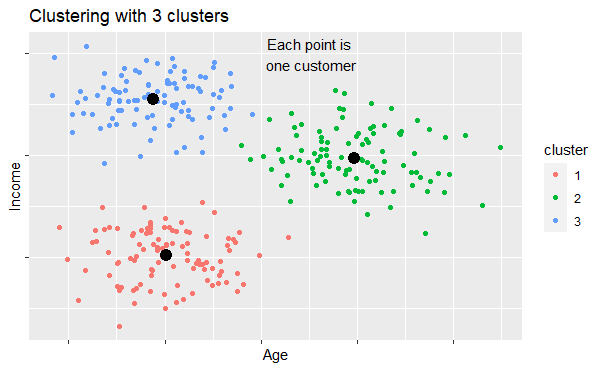 Clustering with 3 clusters
Each point is
one customer
Income
Age
cluster
1
2
3